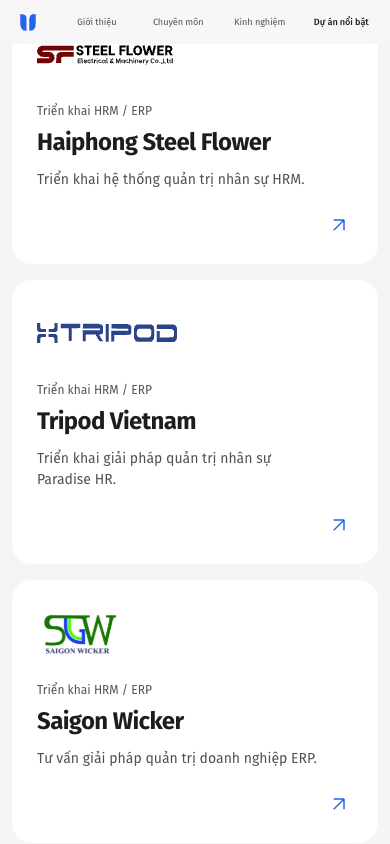 Giới thiệu
Chuyên môn
Kinh nghiệm
Dự án nổi bật
SF STEEL FLOWER
Electrical & Machinery Co.,Ltd
Triển khai HRM / ERP
Haiphong Steel Flower
Triển khai hệ thống quản trị nhân sự HRM.
TRIPOD
Triển khai HRM / ERP
Tripod Vietnam
Triển khai giải pháp quản trị nhân sự
Paradise HR.
SGW
SAIGON WICKER
Triển khai HRM / ERP
Saigon Wicker
Tư vấn giải pháp quản trị doanh nghiệp ERP.